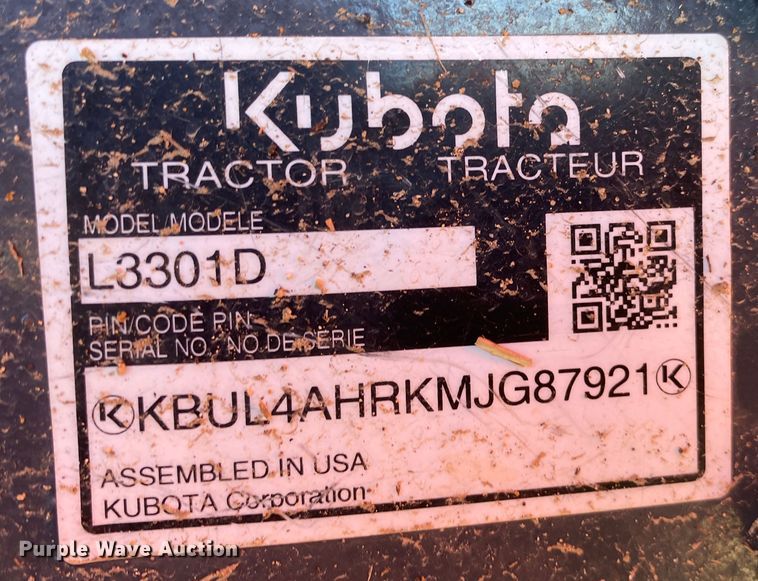 Kubota
TRACTOR TRACTEUR
MODEL/MODELE
L3301D
PIN/CODE PIN
SERIAL NO. NO DE SERIE
KKBUL4AHRKMJG87921K
ASSEMBLED IN USA
KUBOTA Corporation
Purple Wave Auction